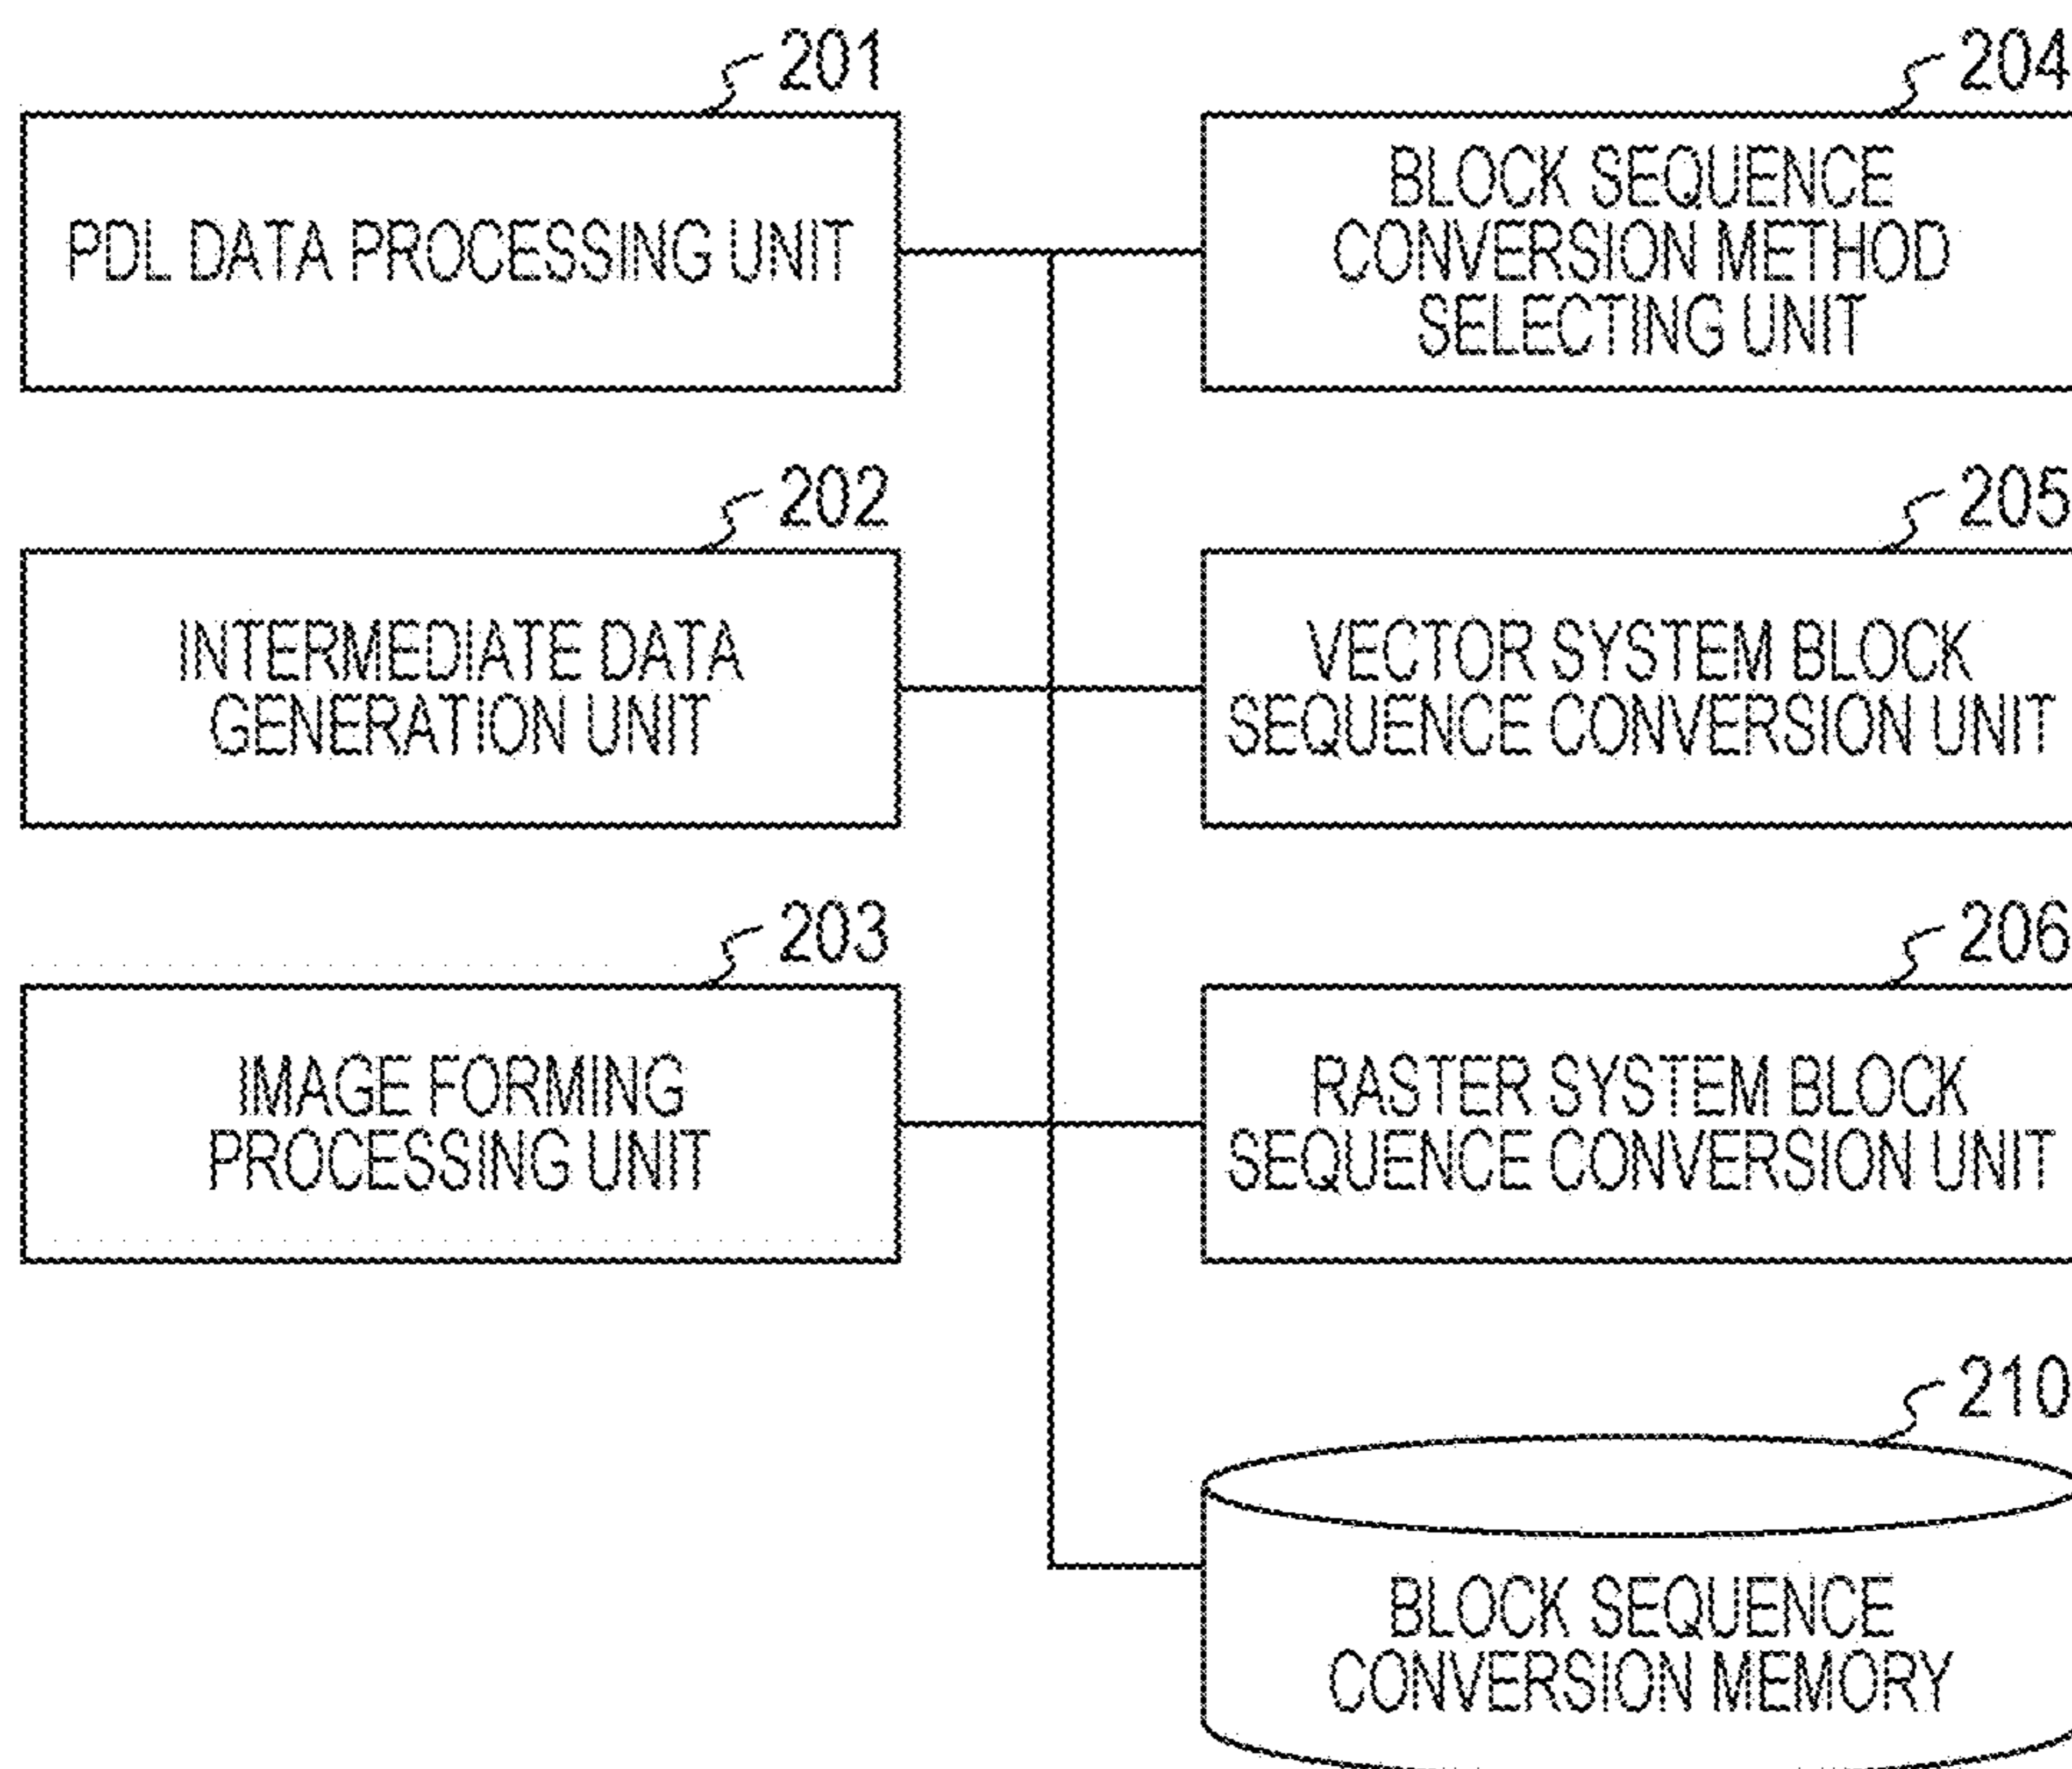 201
PDL DATA PROCESSING UNIT
202
INTERMEDIATE DATA
GENERATION UNIT
203
IMAGE FORMING
PROCESSING UNIT
204
BLOCK SEQUENCE
CONVERSION METHOD
SELECTING UNIT
205
VECTOR SYSTEM BLOCK
SEQUENCE CONVERSION UNIT
206
RASTER SYSTEM BLOCK
SEQUENCE CONVERSION UNIT
210
BLOCK SEQUENCE
CONVERSION MEMORY